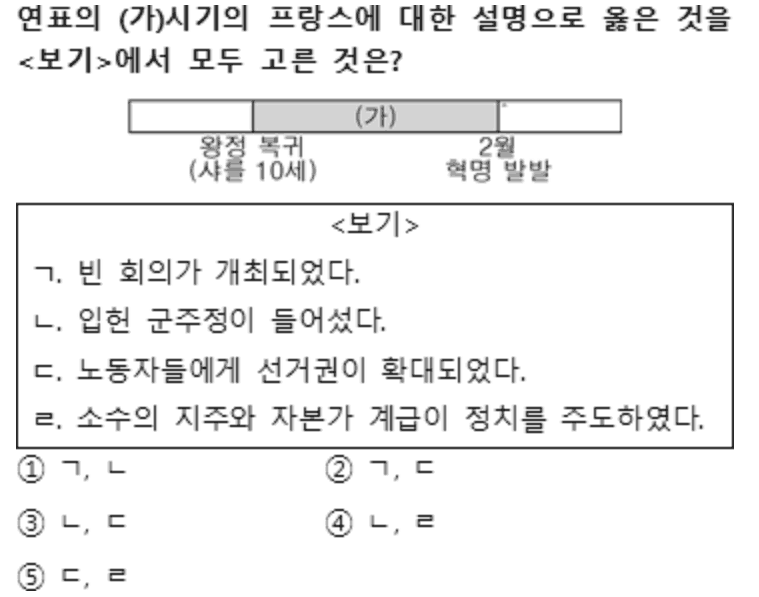 연표의 (가)시기의 프랑스에 대한 설명으로 옳은 것을
<보기>에서 모두 고른 것은?
(가)
왕정 복귀 2월
(샤를 10세) 혁명 발발
<보기>
ㄱ. 빈 회의가 개최되었다.
ㄴ. 입헌 군주정이 들어섰다.
ㄷ. 노동자들에게 선거권이 확대되었다.
ㄹ. 소수의 지주와 자본가 계급이 정치를 주도하였다.
① ㄱ, ㄴ ② ㄱ, ㄷ
③ ㄴ, ㄷ ④ ㄴ, ㄹ
⑤ ㄷ, ㄹ